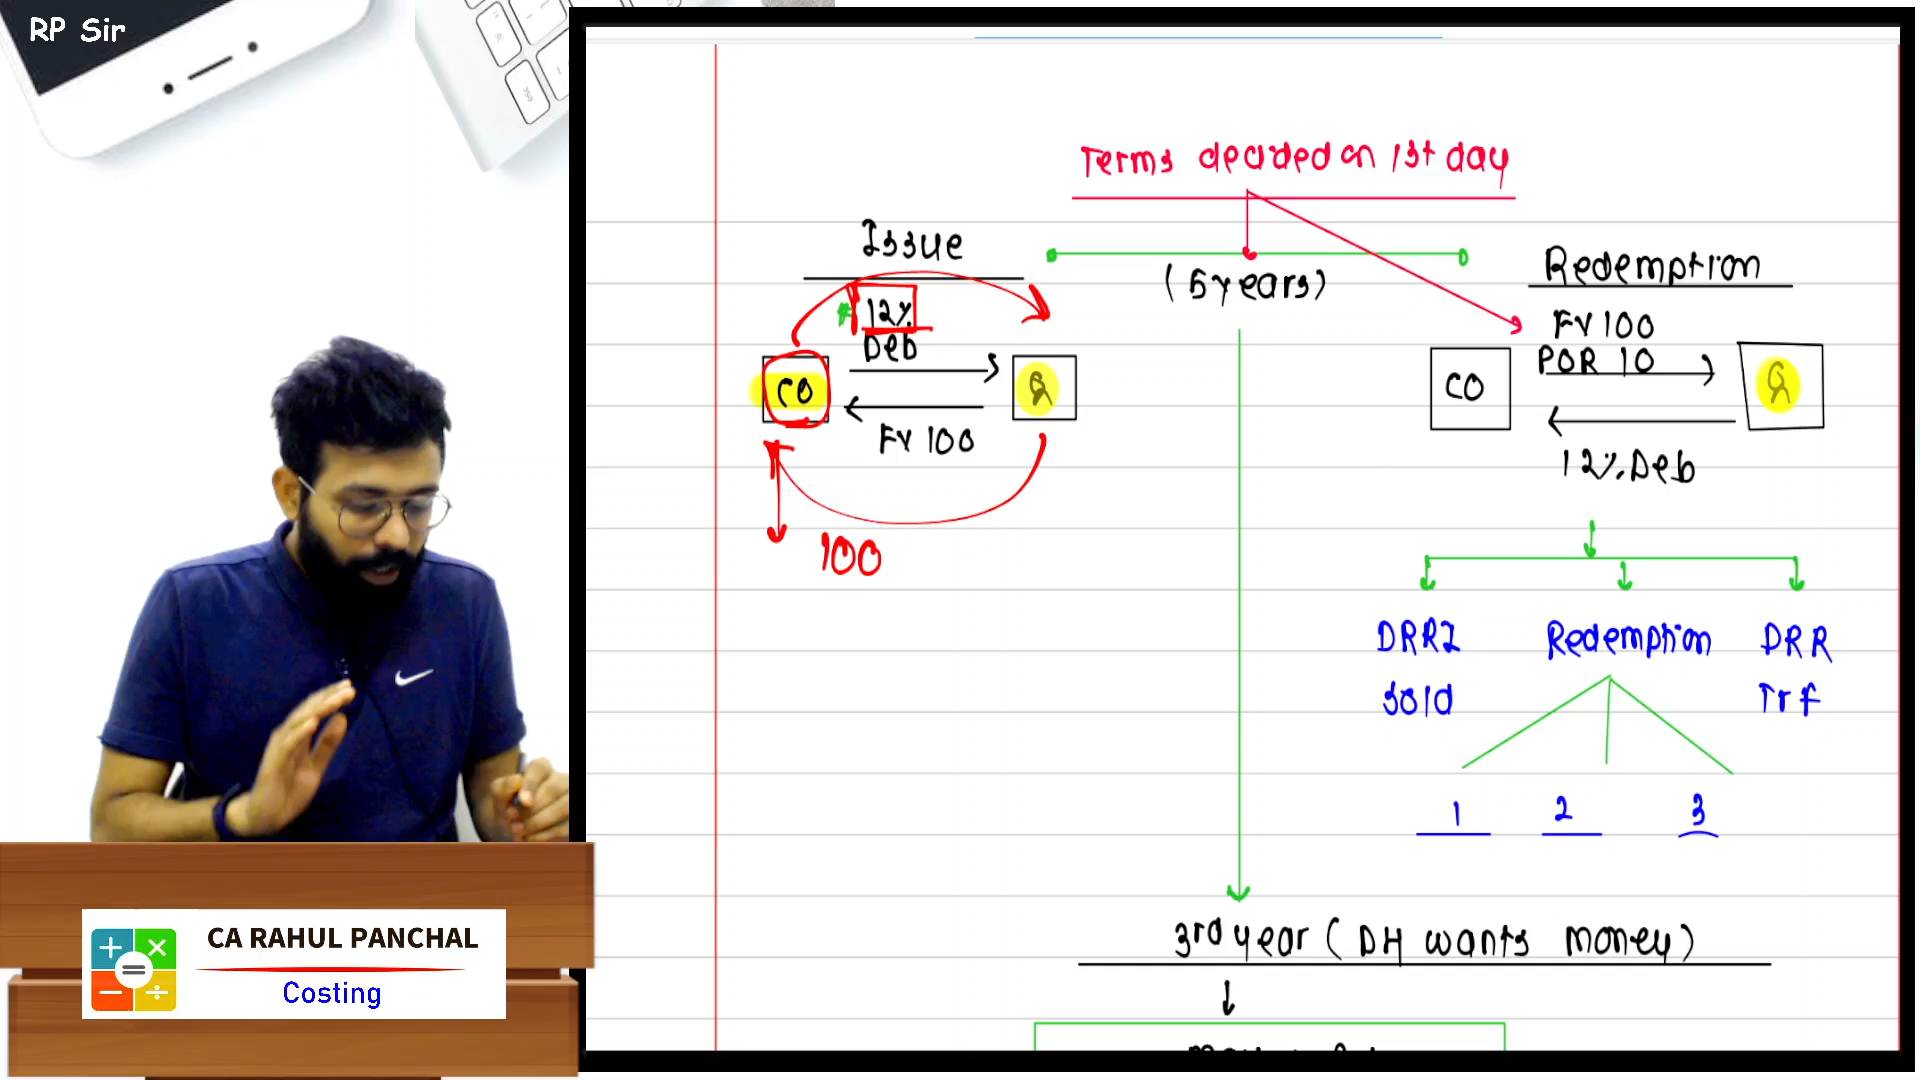 RP Sir
Terms decided on 1st day
Issue
(5 years)
Redemption
12%
Deb
FV 100
POR 10
CO
CO
FV 100
12% Deb
100
DRRI
Sold
Redemption
DRR
Trf
1 2 3
3rd year (DH wants money)
CA RAHUL PANCHAL
Costing